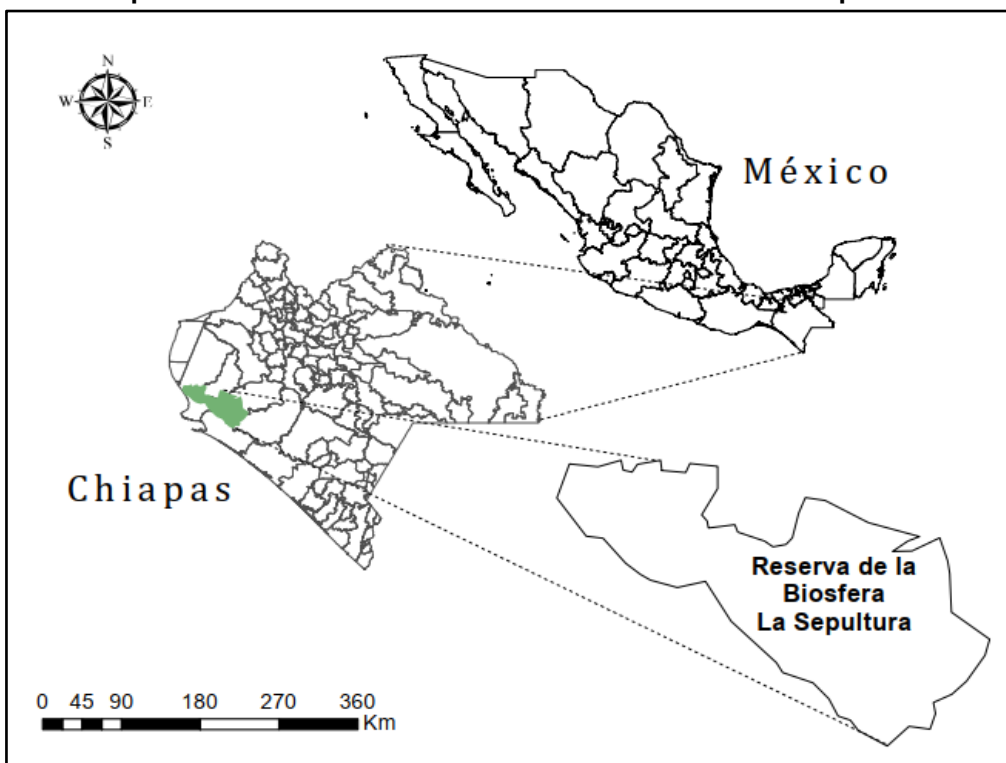 N
W E
S
México
Chiapas
Reserva de la
Biosfera
La Sepultura
0 45 90 180 270 360
Km